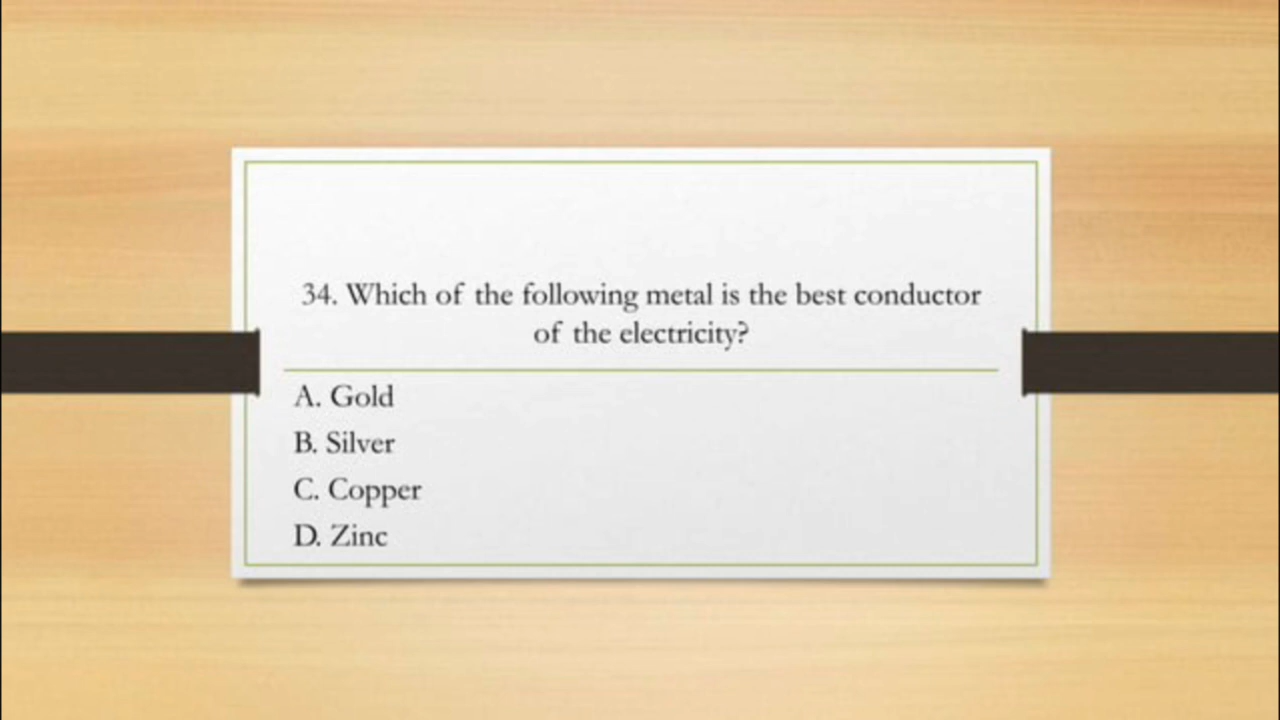 34. Which of the following metal is the best conductor
of the electricity?
A. Gold
B. Silver
C. Copper
D. Zinc